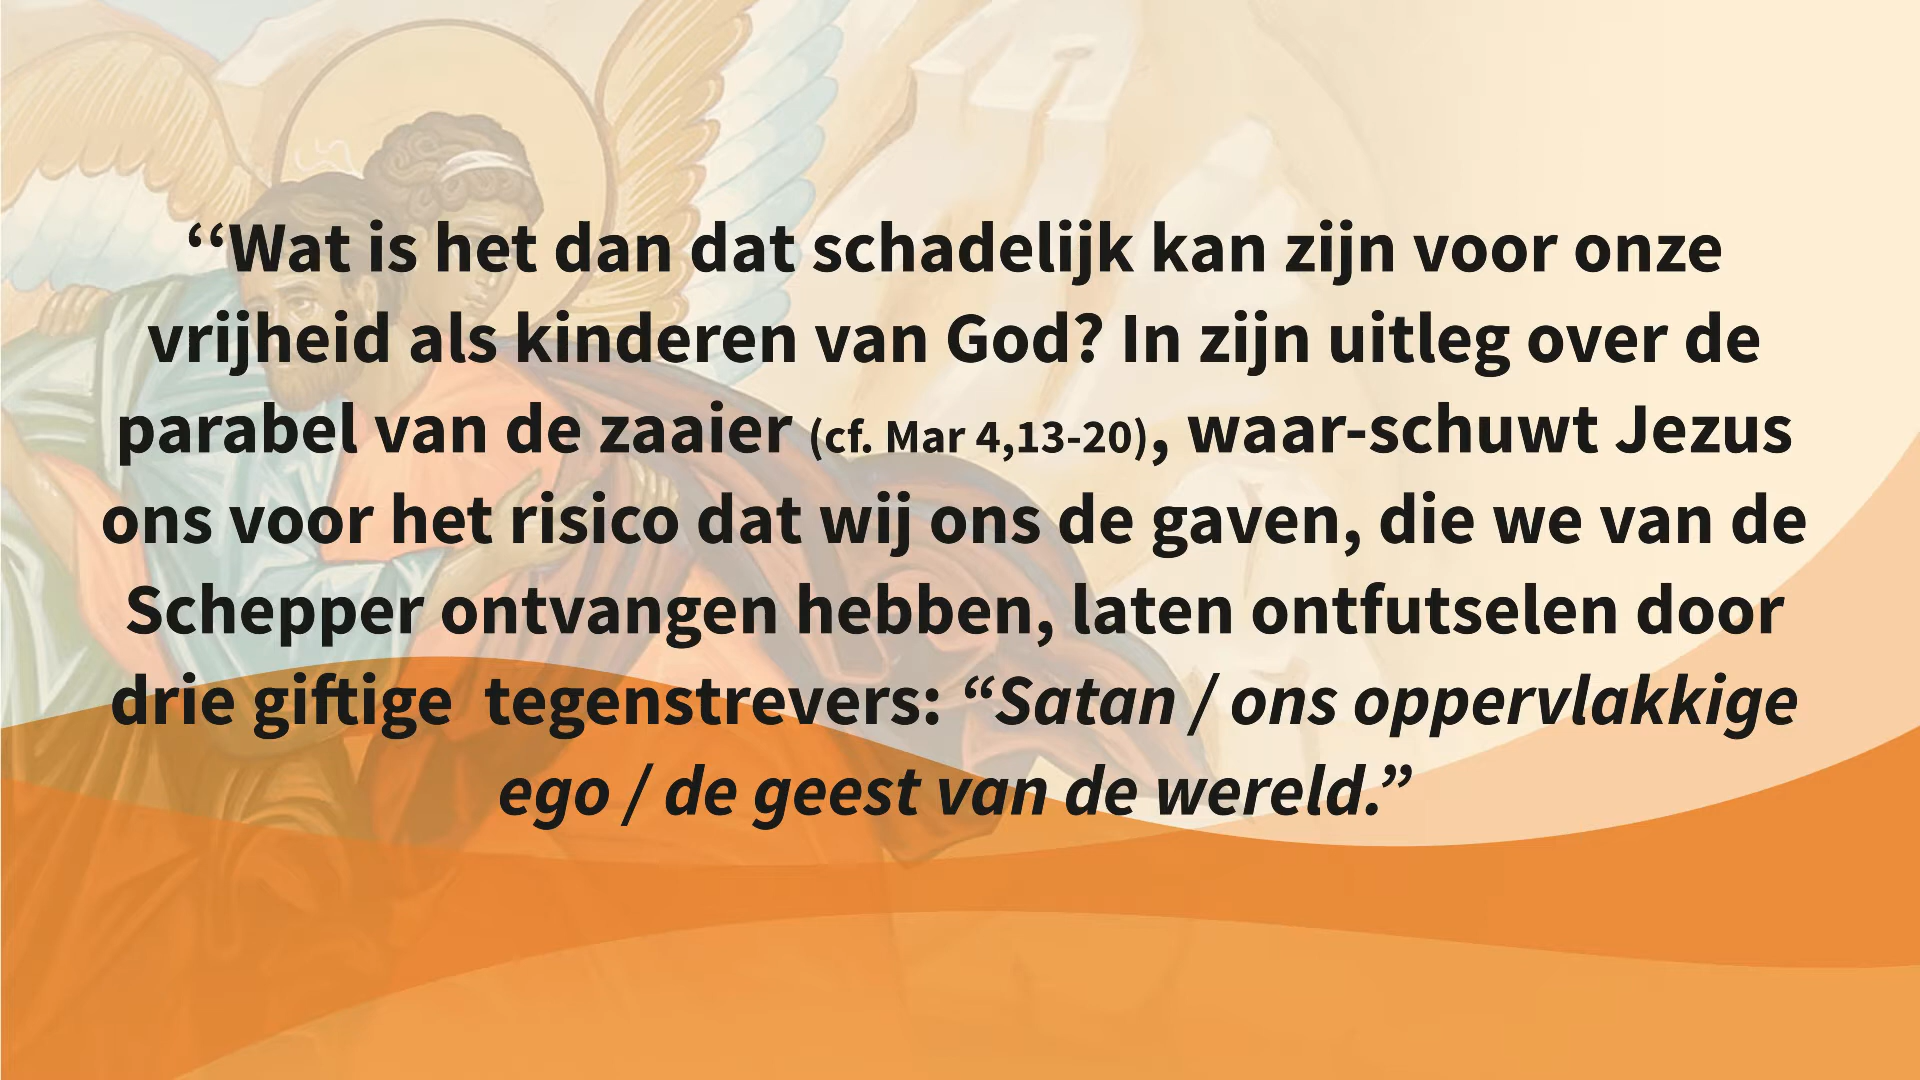 ‘‘Wat is het dan dat schadelijk kan zijn voor onze
vrijheid als kinderen van God? In zijn uitleg over de
parabel van de zaaier (cf. Mar 4,13-20), waar-schuwt Jezus
ons voor het risico dat wij ons de gaven, die we van de
Schepper ontvangen hebben, laten ontfutselen door
drie giftige  tegenstrevers: “Satan / ons oppervlakkige
ego / de geest van de wereld.”